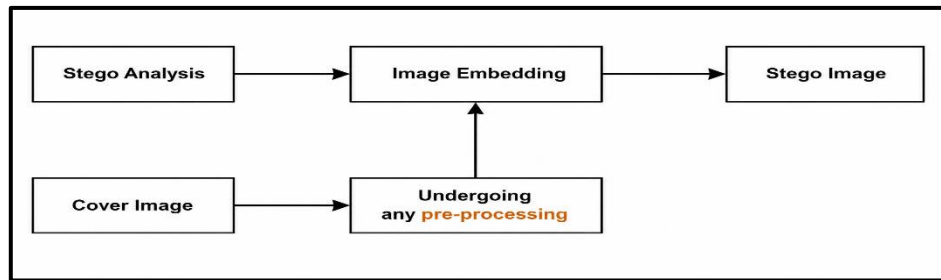 Stego Analysis
Image Embedding
Stego Image
Cover Image
Undergoing
any pre-processing